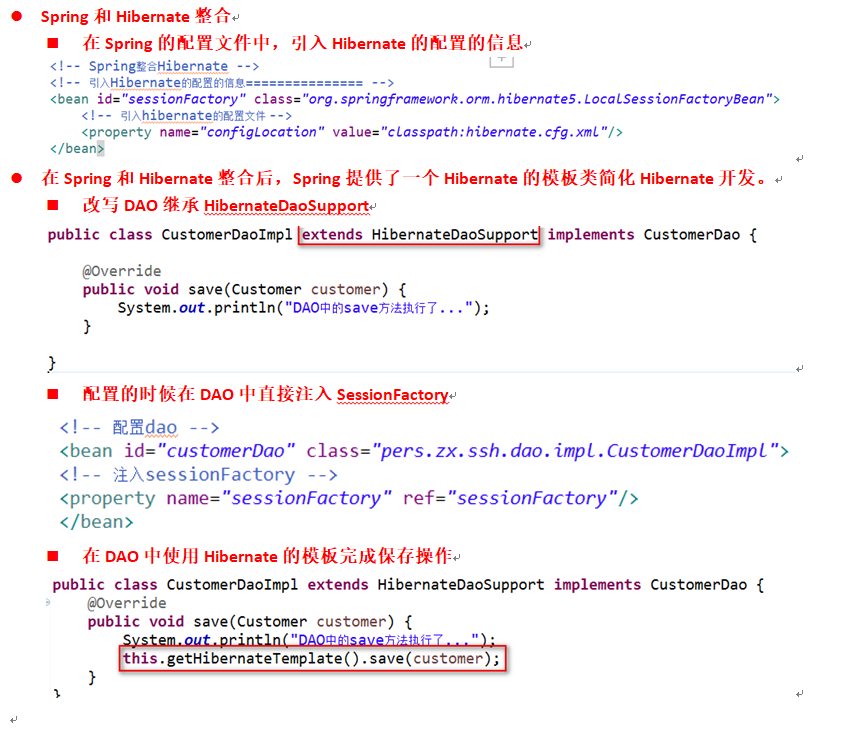 Spring 和 Hibernate 整合
在 Spring 的配置文件中，引入 Hibernate 的配置的信息
<!-- Spring整合Hibernate -->
<!-- 引入Hibernate的配置的信息=============== -->
<bean id="sessionFactory" class="org.springframework.orm.hibernate5.LocalSessionFactoryBean">
<!-- 引入hibernate的配置文件 -->
<property name="configLocation" value="classpath:hibernate.cfg.xml"/>
</bean>
在 Spring 和 Hibernate 整合后，Spring 提供了一个 Hibernate 的模板类简化 Hibernate 开发。
改写 DAO 继承 HibernateDaoSupport
public class CustomerDaoImpl extends HibernateDaoSupport implements CustomerDao {
@Override
public void save(Customer customer) {
System.out.println("DAO中的save方法执行了...");
}
}
配置的时候在 DAO 中直接注入 SessionFactory
<!-- 配置dao -->
<bean id="customerDao" class="pers.zx.ssh.dao.impl.CustomerDaoImpl">
<!-- 注入sessionFactory -->
<property name="sessionFactory" ref="sessionFactory"/>
</bean>
在 DAO 中使用 Hibernate 的模板完成保存操作
public class CustomerDaoImpl extends HibernateDaoSupport implements CustomerDao {
@Override
public void save(Customer customer) {
System.out.println("DAO中的save方法执行了...");
this.getHibernateTemplate().save(customer);
}
}